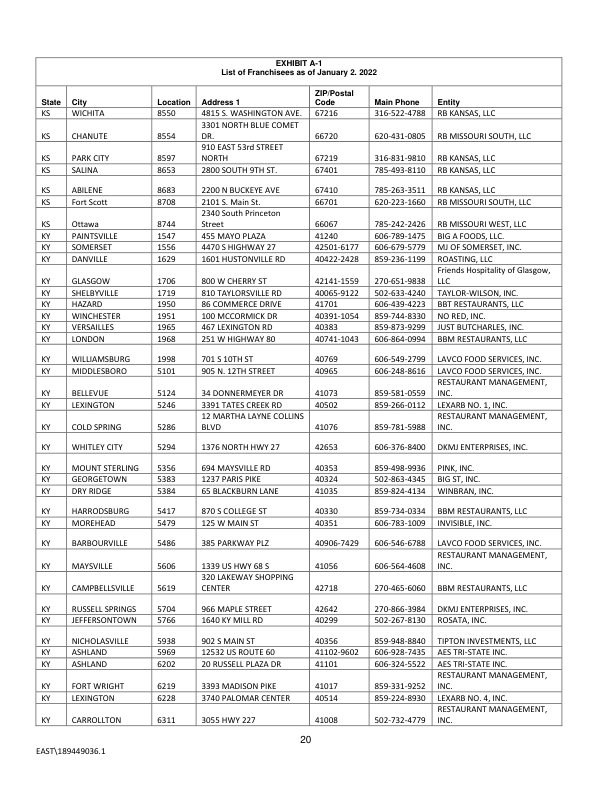 EXHIBIT A-1
List of Franchisees as of January 2. 2022
State City Location Address 1 ZIP/Postal Code Main Phone Entity
KS WICHITA 8550 4815 S. WASHINGTON AVE. 67216 316-522-4788 RB KANSAS, LLC
KS CHANUTE 8554 3301 NORTH BLUE COMET DR. 66720 620-431-0805 RB MISSOURI SOUTH, LLC
KS PARK CITY 8597 910 EAST 53rd STREET NORTH 67219 316-831-9810 RB KANSAS, LLC
KS SALINA 8653 2800 SOUTH 9TH ST. 67401 785-493-8110 RB KANSAS, LLC
KS ABILENE 8683 2200 N BUCKEYE AVE 67410 785-263-3511 RB KANSAS, LLC
KS Fort Scott 8708 2101 S. Main St. 66701 620-223-1660 RB MISSOURI SOUTH, LLC
KS Ottawa 8744 2340 South Princeton Street 66067 785-242-2426 RB MISSOURI WEST, LLC
KY PAINTSVILLE 1547 455 MAYO PLAZA 41240 606-789-1475 BIG A FOODS, LLC.
KY SOMERSET 1556 4470 S HIGHWAY 27 42501-6177 606-679-5779 MJ OF SOMERSET, INC.
KY DANVILLE 1629 1601 HUSTONVILLE RD 40422-2428 859-236-1199 ROASTING, LLC
KY GLASGOW 1706 800 W CHERRY ST 42141-1559 270-651-9838 Friends Hospitality of Glasgow, LLC
KY SHELBYVILLE 1719 810 TAYLORSVILLE RD 40065-9122 502-633-4240 TAYLOR-WILSON, INC.
KY HAZARD 1950 86 COMMERCE DRIVE 41701 606-439-4223 BBT RESTAURANTS, LLC
KY WINCHESTER 1951 100 MCCORMICK DR 40391-1054 859-744-8330 NO RED, INC.
KY VERSAILLES 1965 467 LEXINGTON RD 40383 859-873-9299 JUST BUTCHARLES, INC.
KY LONDON 1968 251 W HIGHWAY 80 40741-1043 606-864-0994 BBM RESTAURANTS, LLC
KY WILLIAMSBURG 1998 701 S 10TH ST 40769 606-549-2799 LAVCO FOOD SERVICES, INC.
KY MIDDLESBORO 5101 905 N. 12TH STREET 40965 606-248-8616 LAVCO FOOD SERVICES, INC.
KY BELLEVUE 5124 34 DONNERMEYER DR 41073 859-581-0559 RESTAURANT MANAGEMENT, INC.
KY LEXINGTON 5246 3391 TATES CREEK RD 40502 859-266-0112 LEXARB NO. 1, INC.
KY COLD SPRING 5286 12 MARTHA LAYNE COLLINS BLVD 41076 859-781-5988 RESTAURANT MANAGEMENT, INC.
KY WHITLEY CITY 5294 1376 NORTH HWY 27 42653 606-376-8400 DKMJ ENTERPRISES, INC.
KY MOUNT STERLING 5356 694 MAYSVILLE RD 40353 859-498-9936 PINK, INC.
KY GEORGETOWN 5383 1237 PARIS PIKE 40324 502-863-4345 BIG ST, INC.
KY DRY RIDGE 5384 65 BLACKBURN LANE 41035 859-824-4134 WINBRAN, INC.
KY HARRODSBURG 5417 870 S COLLEGE ST 40330 859-734-0334 BBM RESTAURANTS, LLC
KY MOREHEAD 5479 125 W MAIN ST 40351 606-783-1009 INVISIBLE, INC.
KY BARBOURVILLE 5486 385 PARKWAY PLZ 40906-7429 606-546-6788 LAVCO FOOD SERVICES, INC.
KY MAYSVILLE 5606 1339 US HWY 68 S 41056 606-564-4608 RESTAURANT MANAGEMENT, INC.
KY CAMPBELLSVILLE 5619 320 LAKEWAY SHOPPING CENTER 42718 270-465-6060 BBM RESTAURANTS, LLC
KY RUSSELL SPRINGS 5704 966 MAPLE STREET 42642 270-866-3984 DKMJ ENTERPRISES, INC.
KY JEFFERSONTOWN 5766 1640 KY MILL RD 40299 502-267-8130 ROSATA, INC.
KY NICHOLASVILLE 5938 902 S MAIN ST 40356 859-948-8840 TIPTON INVESTMENTS, LLC
KY ASHLAND 5969 12532 US ROUTE 60 41102-9602 606-928-7435 AES TRI-STATE INC.
KY ASHLAND 6202 20 RUSSELL PLAZA DR 41101 606-324-5522 AES TRI-STATE INC.
KY FORT WRIGHT 6219 3393 MADISON PIKE 41017 859-331-9252 RESTAURANT MANAGEMENT, INC.
KY LEXINGTON 6228 3740 PALOMAR CENTER 40514 859-224-8930 LEXARB NO. 4, INC.
KY CARROLLTON 6311 3055 HWY 227 41008 502-732-4779 RESTAURANT MANAGEMENT, INC.
20
EAST\189449036.1